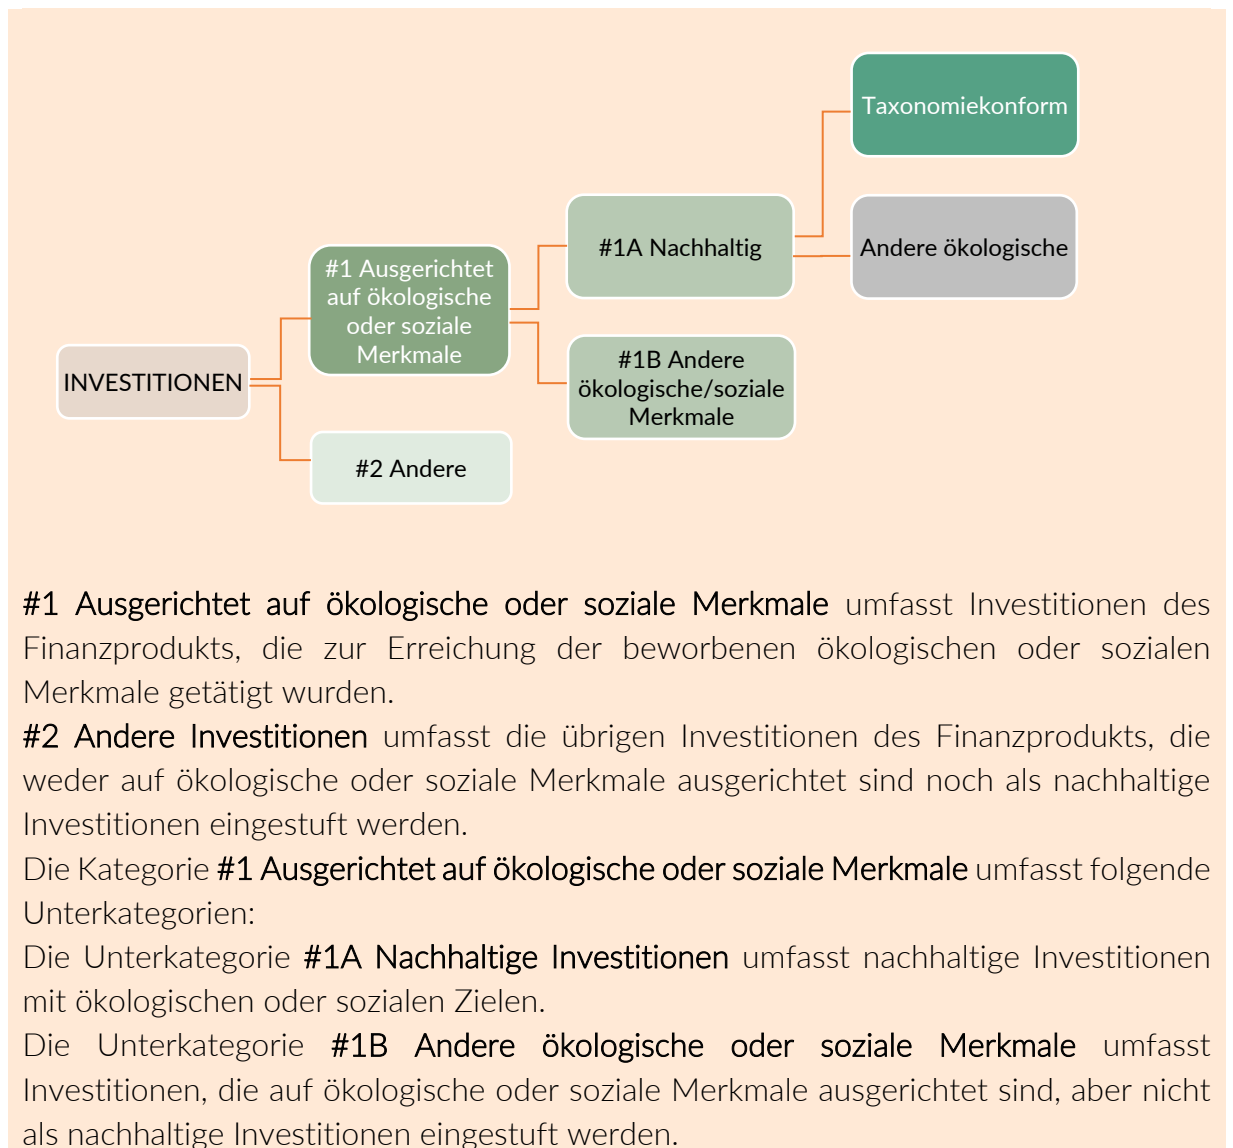 Taxonomiekonform
#1A Nachhaltig
Andere ökologische
#1 Ausgerichtet
auf ökologische
oder soziale
Merkmale
#1B Andere
ökologische/soziale
Merkmale
INVESTITIONEN
#2 Andere
#1 Ausgerichtet auf ökologische oder soziale Merkmale umfasst Investitionen des
Finanzprodukts, die zur Erreichung der beworbenen ökologischen oder sozialen
Merkmale getätigt wurden.
#2 Andere Investitionen umfasst die übrigen Investitionen des Finanzprodukts, die
weder auf ökologische oder soziale Merkmale ausgerichtet sind noch als nachhaltige
Investitionen eingestuft werden.
Die Kategorie #1 Ausgerichtet auf ökologische oder soziale Merkmale umfasst folgende
Unterkategorien:
Die Unterkategorie #1A Nachhaltige Investitionen umfasst nachhaltige Investitionen
mit ökologischen oder sozialen Zielen.
Die Unterkategorie #1B Andere ökologische oder soziale Merkmale umfasst
Investitionen, die auf ökologische oder soziale Merkmale ausgerichtet sind, aber nicht
als nachhaltige Investitionen eingestuft werden.